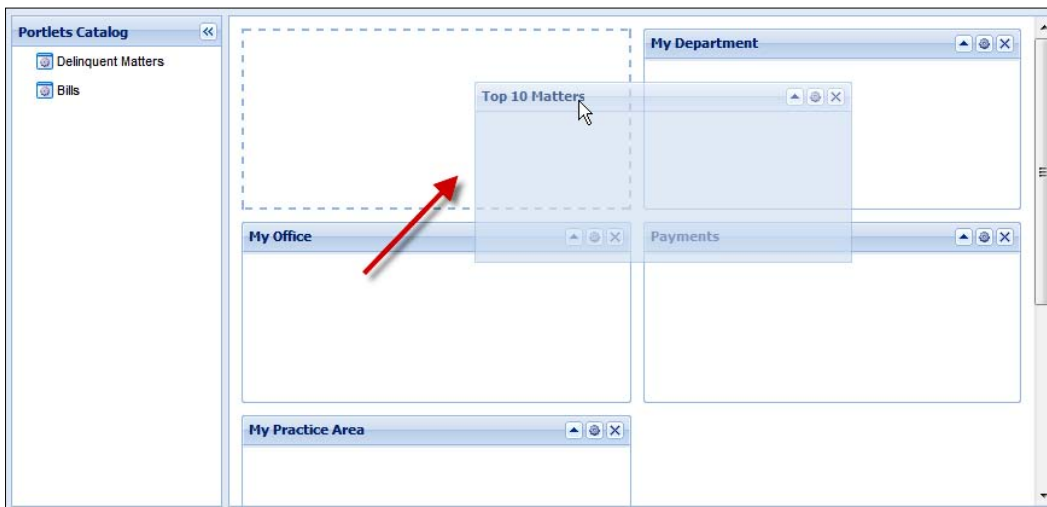 Portlets Catalog
Delinquent Matters
Bills
My Department
Top 10 Matters
My Office
Payments
My Practice Area